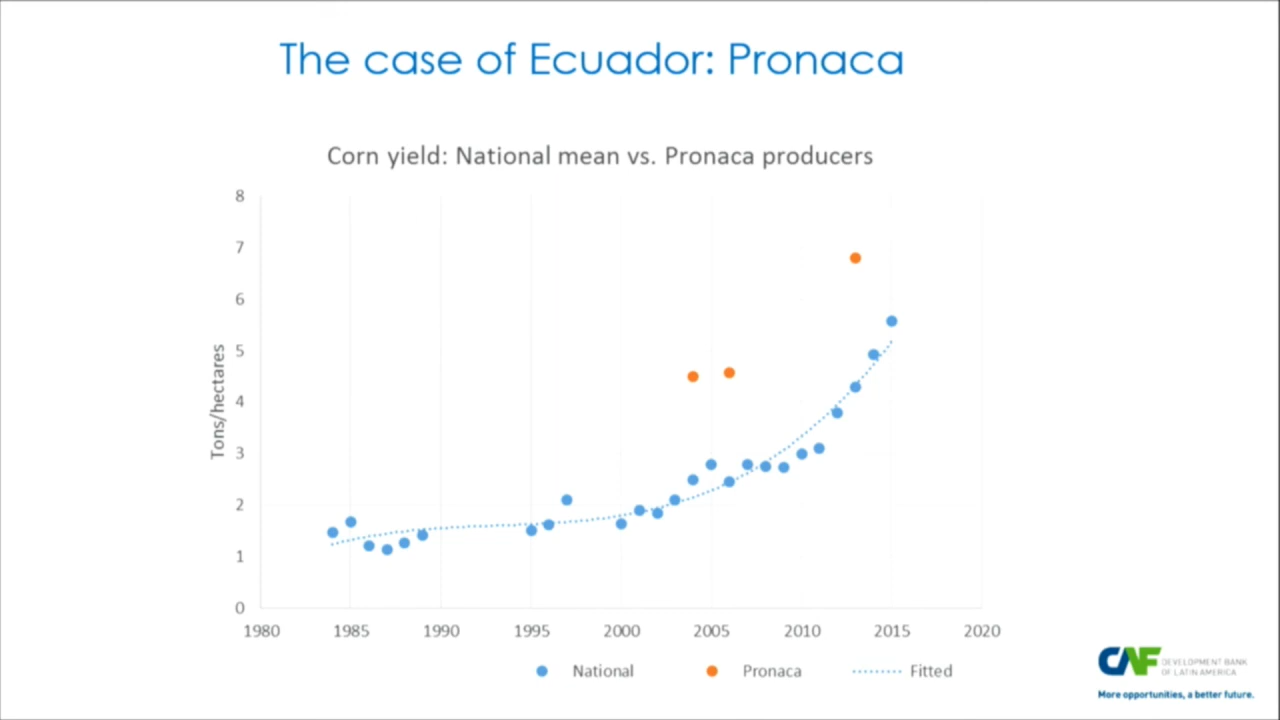 The case of Ecuador: Pronaca
Corn yield: National mean vs. Pronaca producers
8
7
6
5
4
3
2
1
0
Tons/hectares
1980 1985 1990 1995 2000 2005 2010 2015 2020
National Pronaca Fitted
CAF DEVELOPMENT BANK
OF LATIN AMERICA
More opportunities, a better future.